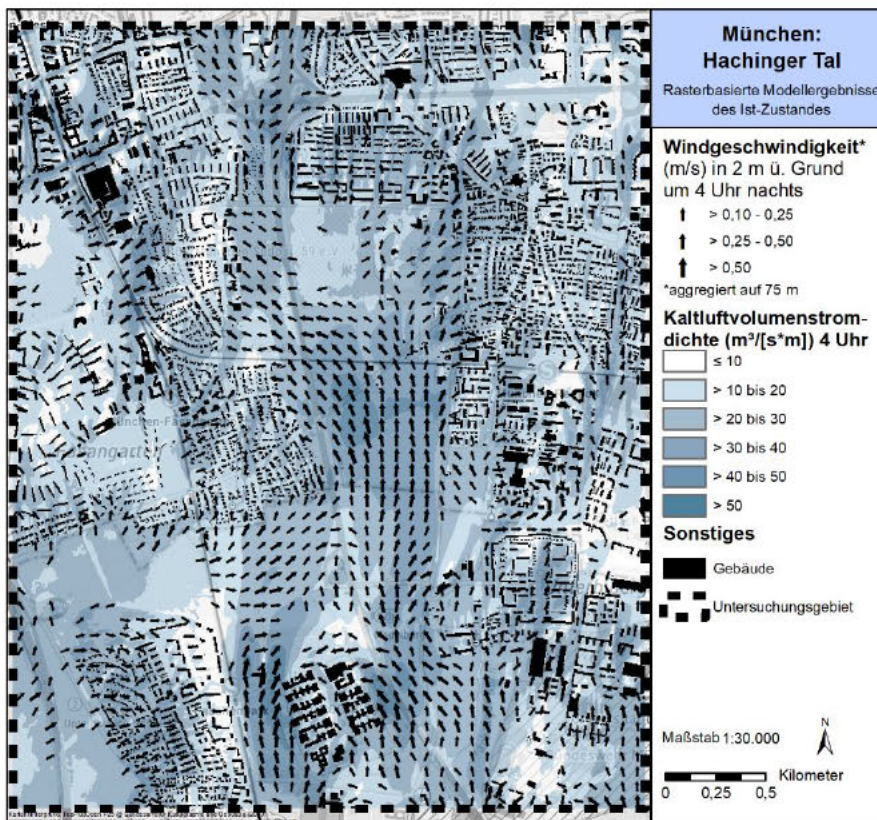 München:
Hachinger Tal
Rasterbasierte Modellergebnisse
des Ist-Zustandes
Windgeschwindigkeit*
(m/s) in 2 m ü. Grund
um 4 Uhr nachts
> 0,10 - 0,25
> 0,25 - 0,50
> 0,50
*aggregiert auf 75 m
Kaltluftvolumenstrom-
dichte (m³/[s*m]) 4 Uhr
≤ 10
> 10 bis 20
> 20 bis 30
> 30 bis 40
> 40 bis 50
> 50
Sonstiges
Gebäude
Untersuchungsgebiet
N
Maßstab 1:30.000
Kilometer
0 0,25 0,5
S